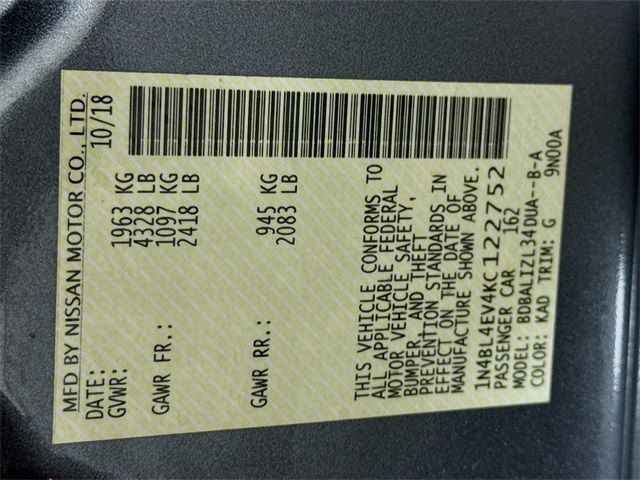 MFD BY NISSAN MOTOR CO., LTD.
DATE: 10/18
GVWR: 1963 KG
4328 LB
GAWR FR.: 1097 KG
2418 LB
GAWR RR.: 945 KG
2083 LB
THIS VEHICLE CONFORMS TO
ALL APPLICABLE FEDERAL
MOTOR VEHICLE SAFETY,
BUMPER, AND THEFT
PREVENTION STANDARDS IN
EFFECT ON THE DATE OF
MANUFACTURE SHOWN ABOVE.
1N4BL4EV4KC122752
PASSENGER CAR 162
MODEL: BDBALIZL34DUA--B-A
COLOR: KAD TRIM: G 9N00A